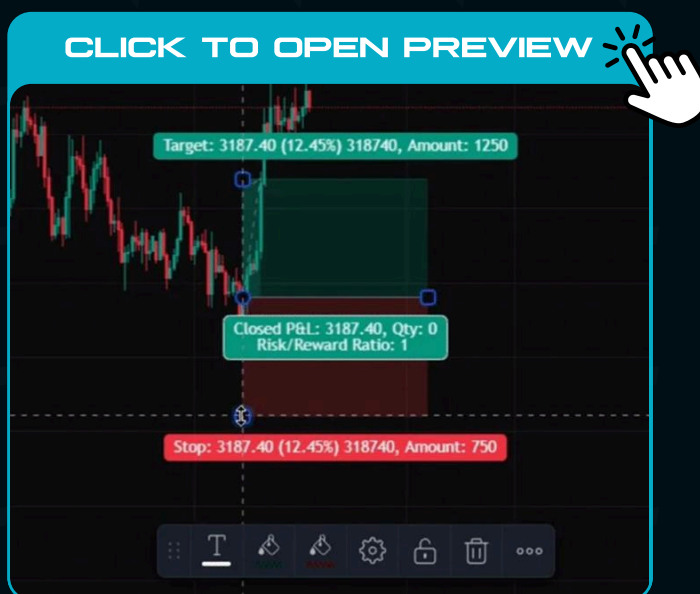 CLICK TO OPEN PREVIEW
Target: 3187.40 (12.45%) 318740, Amount: 1250
Closed P&L: 3187.40, Qty: 0
Risk/Reward Ratio: 1
Stop: 3187.40 (12.45%) 318740, Amount: 750
T